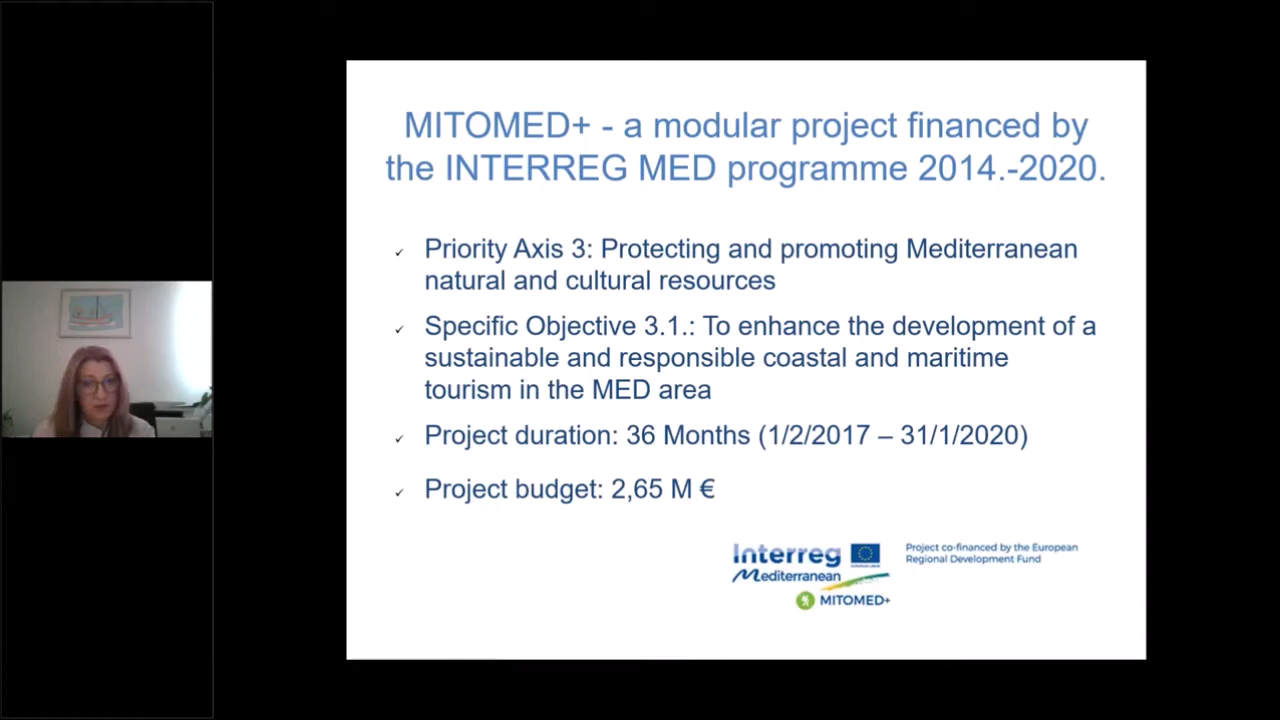 MITOMED+ - a modular project financed by
the INTERREG MED programme 2014.-2020.
✓ Priority Axis 3: Protecting and promoting Mediterranean
natural and cultural resources
✓ Specific Objective 3.1.: To enhance the development of a
sustainable and responsible coastal and maritime
tourism in the MED area
✓ Project duration: 36 Months (1/2/2017 – 31/1/2020)
✓ Project budget: 2,65 M €
Interreg
Mediterranean
MITOMED+
Project co-financed by the European
Regional Development Fund